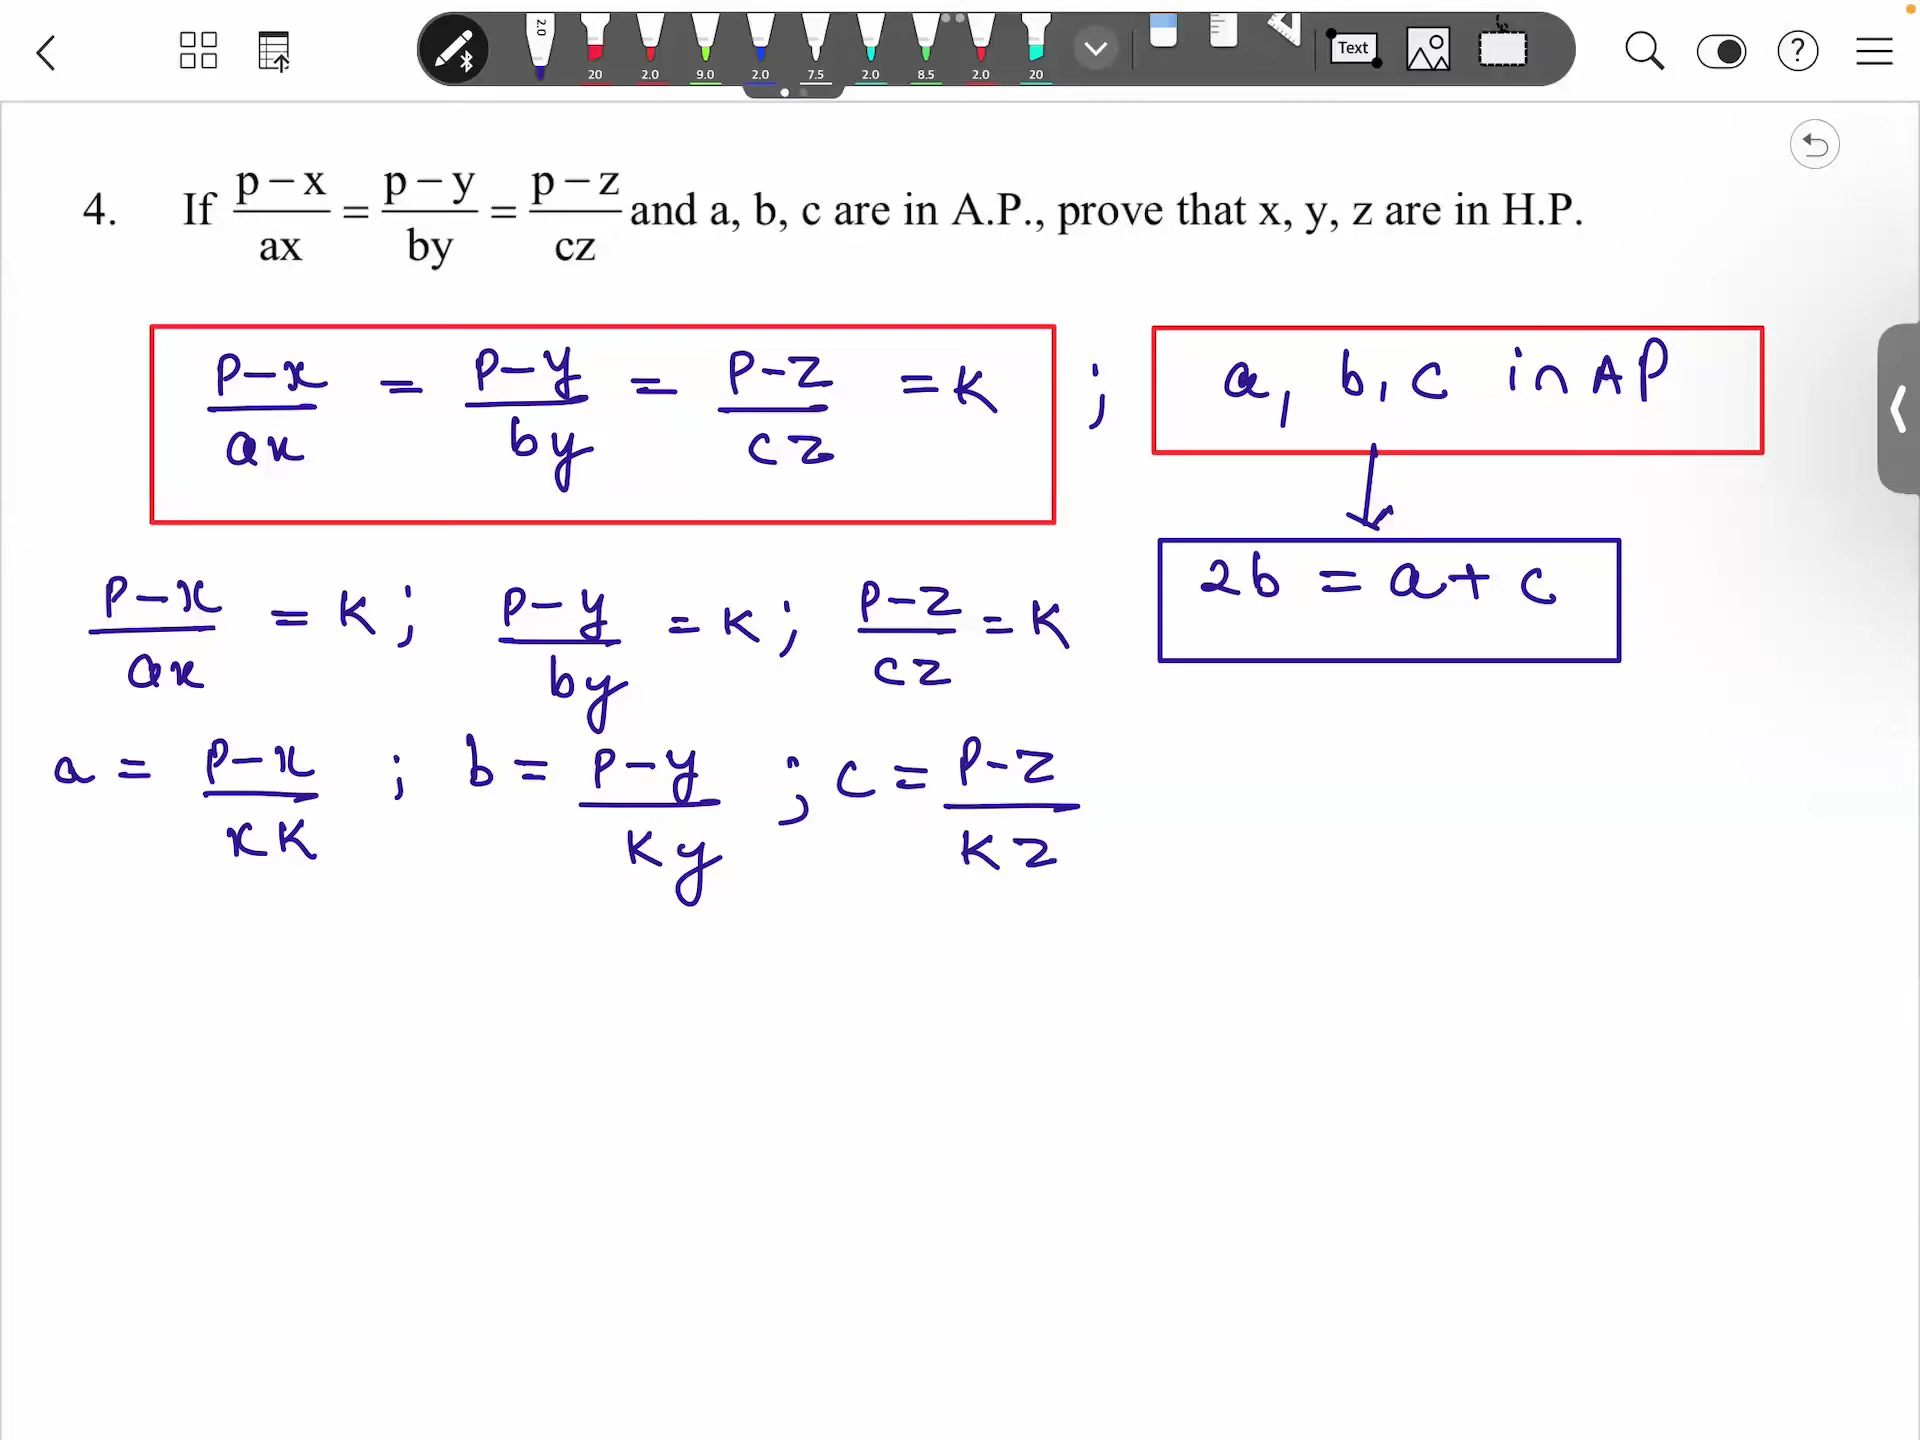 2.0 20 2.0 9.0 2.0 7.5 2.0 8.5 2.0 20 Text ?
4. If (p – x)/(ax) = (p – y)/(by) = (p – z)/(cz) and a, b, c are in A.P., prove that x, y, z are in H.P.
(P–x)/(ax) = (P–y)/(by) = (P–z)/(cz) = K ; a, b, c in AP
2b = a + c
(P–x)/(ax) = K ; (P–y)/(by) = K ; (P–z)/(cz) = K
a = (P–x)/(xK) ; b = (P–y)/(Ky) ; c = (P–z)/(Kz)